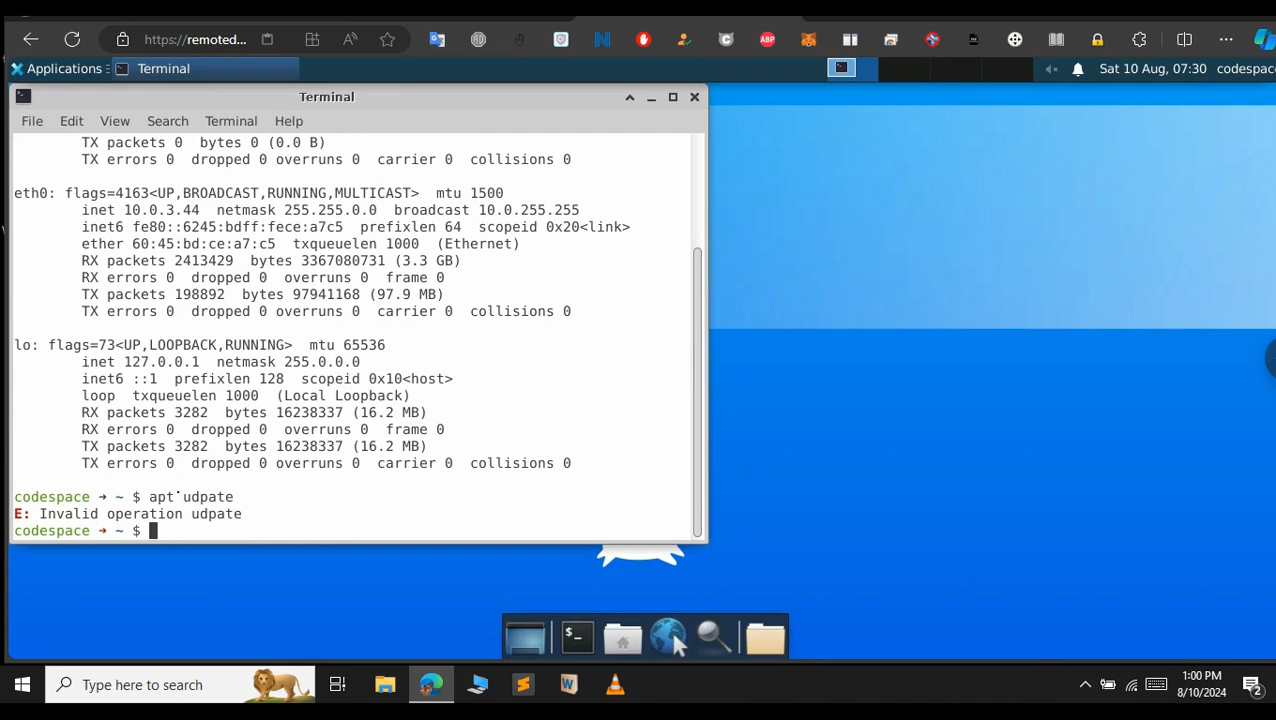 https://remoted...
ABP
Applications
Terminal
Sat 10 Aug, 07:30
codespac
Terminal
File Edit View Search Terminal Help
TX packets 0 bytes 0 (0.0 B)
TX errors 0 dropped 0 overruns 0 carrier 0 collisions 0
eth0: flags=4163<UP,BROADCAST,RUNNING,MULTICAST> mtu 1500
inet 10.0.3.44 netmask 255.255.0.0 broadcast 10.0.255.255
inet6 fe80::6245:bdff:fece:a7c5 prefixlen 64 scopeid 0x20<link>
ether 60:45:bd:ce:a7:c5 txqueuelen 1000 (Ethernet)
RX packets 2413429 bytes 3367080731 (3.3 GB)
RX errors 0 dropped 0 overruns 0 frame 0
TX packets 198892 bytes 97941168 (97.9 MB)
TX errors 0 dropped 0 overruns 0 carrier 0 collisions 0
lo: flags=73<UP,LOOPBACK,RUNNING> mtu 65536
inet 127.0.0.1 netmask 255.0.0.0
inet6 ::1 prefixlen 128 scopeid 0x10<host>
loop txqueuelen 1000 (Local Loopback)
RX packets 3282 bytes 16238337 (16.2 MB)
RX errors 0 dropped 0 overruns 0 frame 0
TX packets 3282 bytes 16238337 (16.2 MB)
TX errors 0 dropped 0 overruns 0 carrier 0 collisions 0
codespace ➜ ~ $ apt udpate
E: Invalid operation udpate
codespace ➜ ~ $
Type here to search
1:00 PM
8/10/2024
2